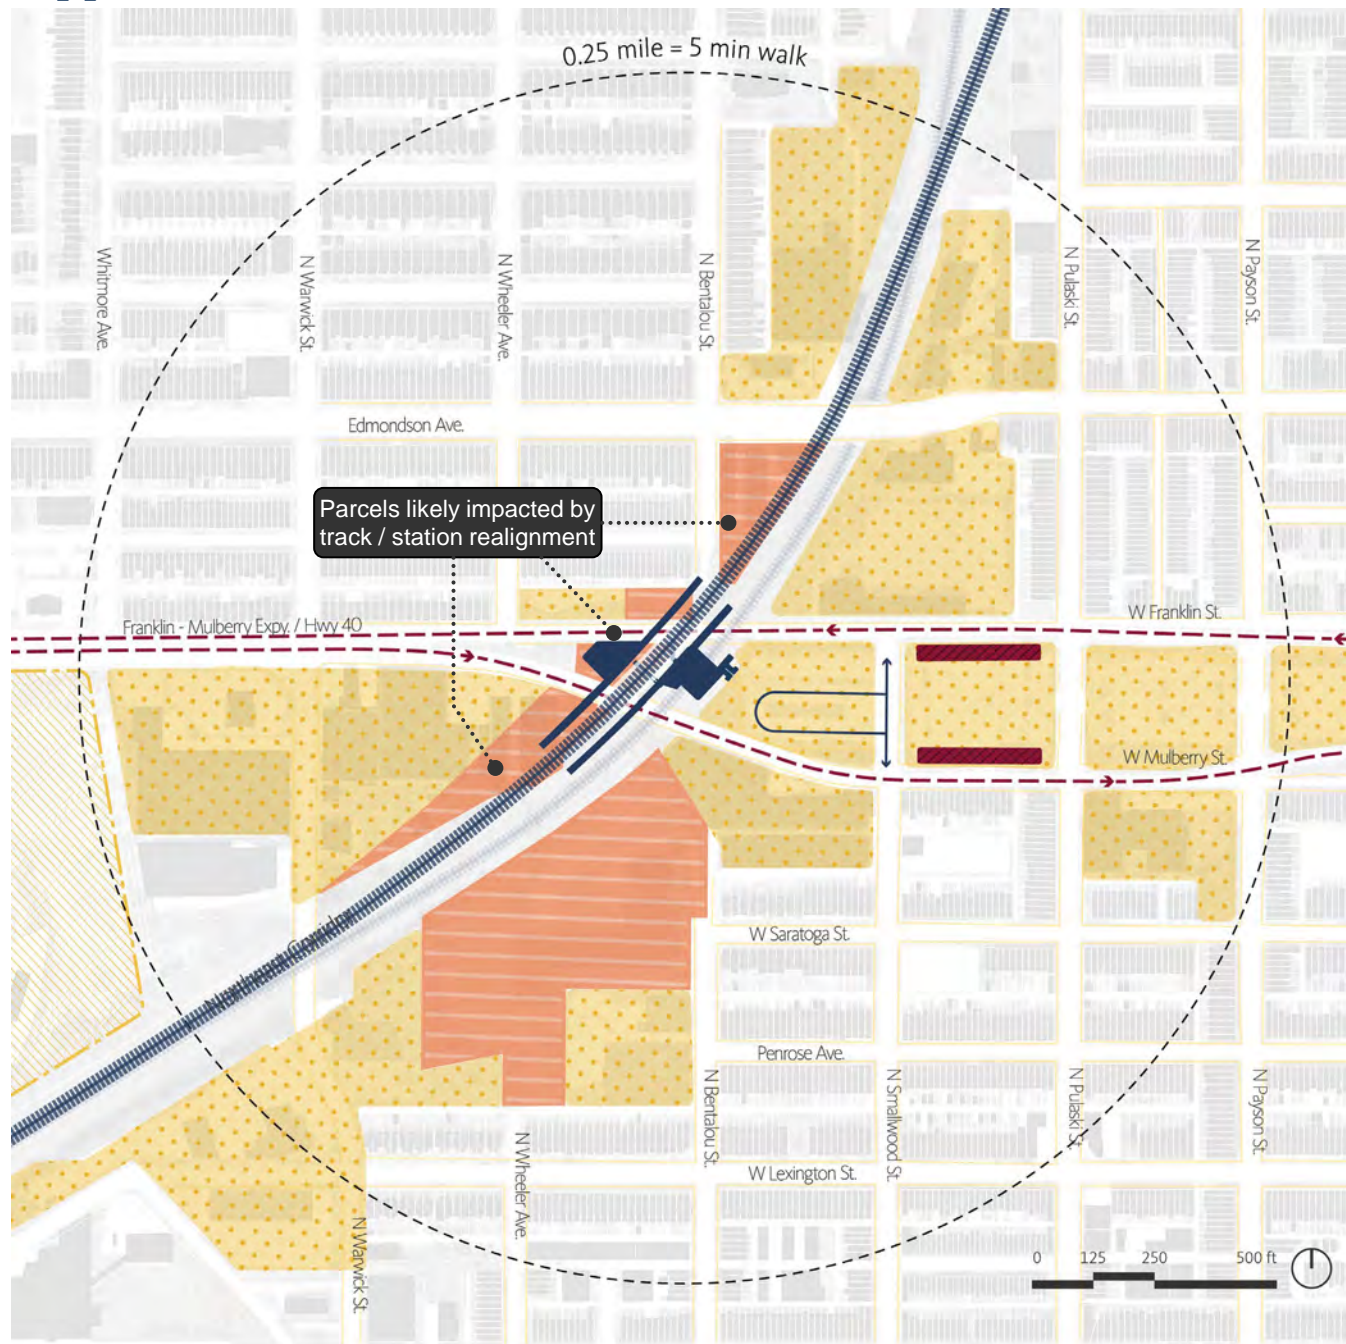 0.25 mile = 5 min walk
Whitmore Ave.
N Warwick St.
N Wheeler Ave.
N Bentalou St.
N Pulaski St.
N Payson St.
Edmondson Ave.
Parcels likely impacted by
track / station realignment
W Franklin St.
Franklin - Mulberry Expy. / Hwy 40
W Mulberry St.
W Saratoga St.
Northeast Corridor
Penrose Ave.
N Bentalou St.
N Smallwood St.
N Pulaski St.
N Payson St.
N Wheeler Ave.
W Lexington St.
N Warwick St.
0 125 250 500 ft